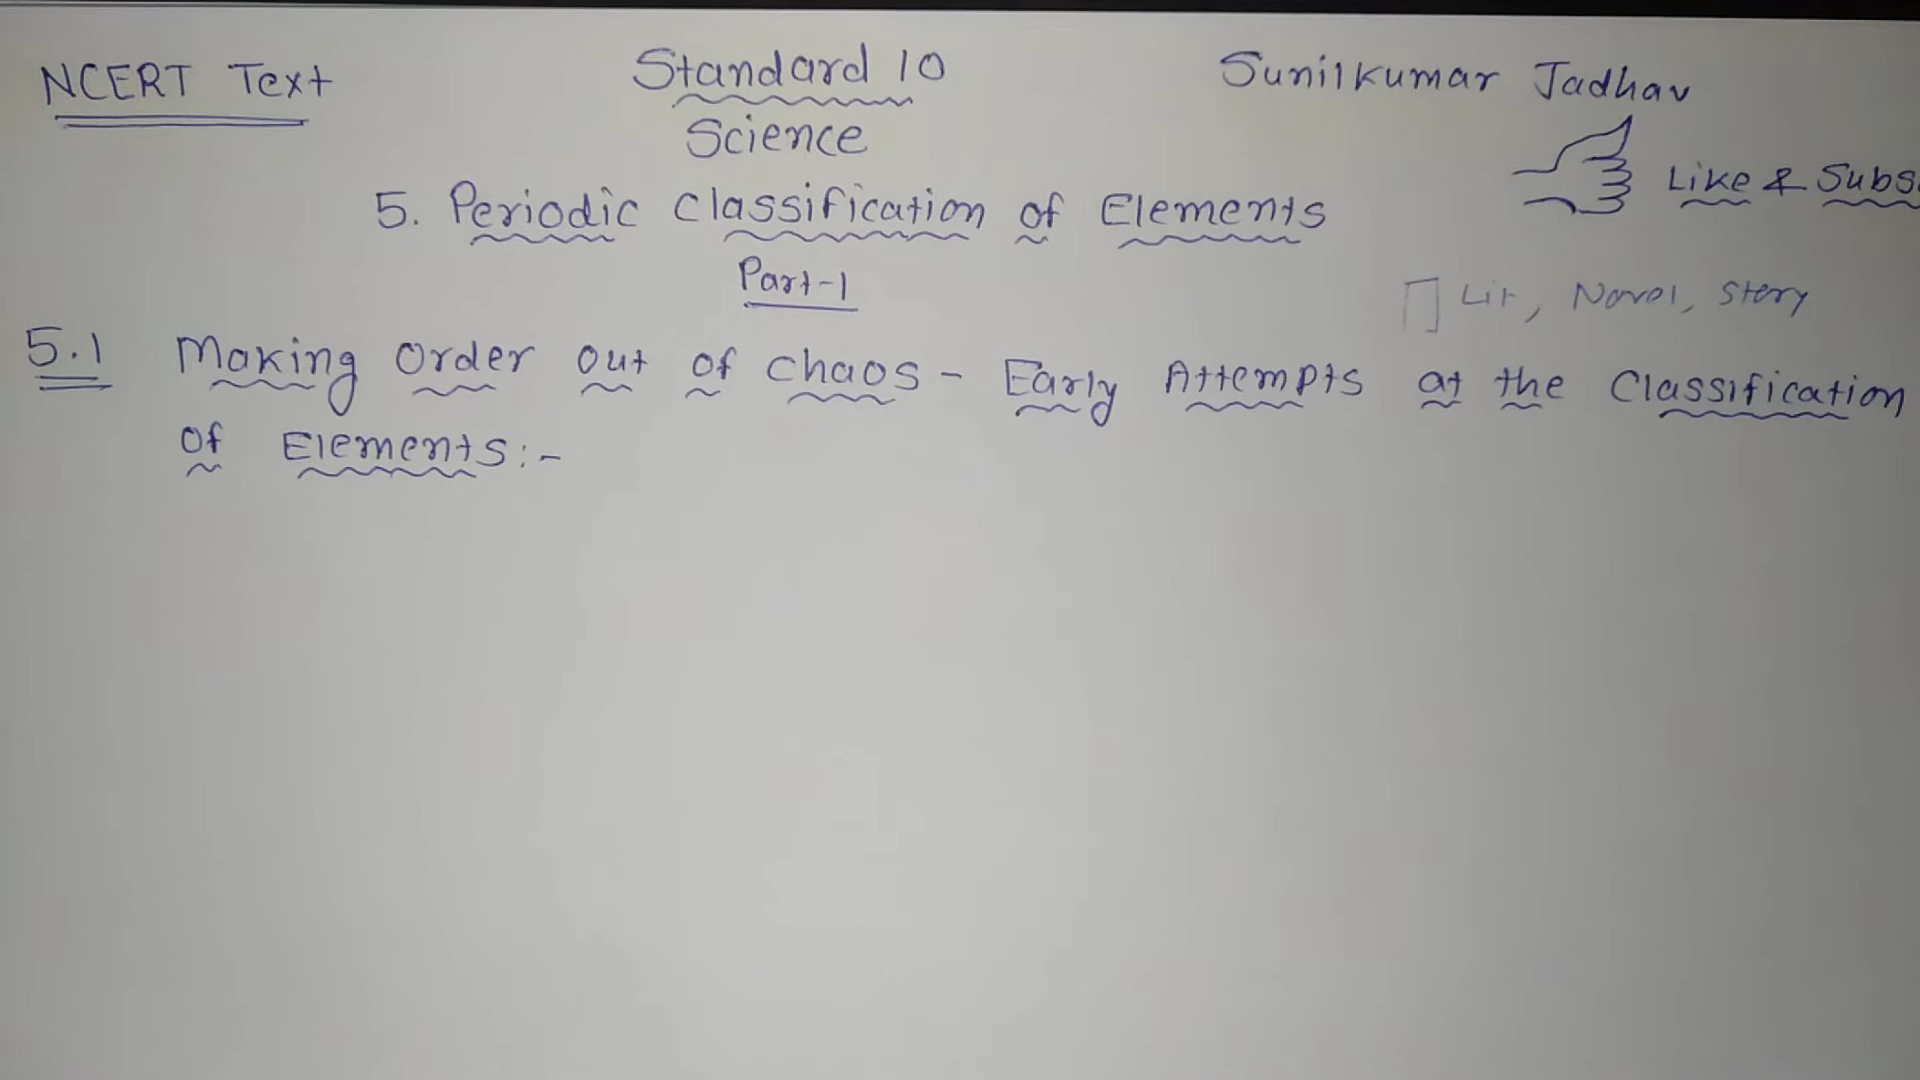 NCERT Text
Standard 10
Sunilkumar Jadhav
Science
Like & Subs
5. Periodic Classification of Elements
Part-1
Lit, Novel, Story
5.1 Making Order out of Chaos - Early Attempts at the Classification
of Elements:-